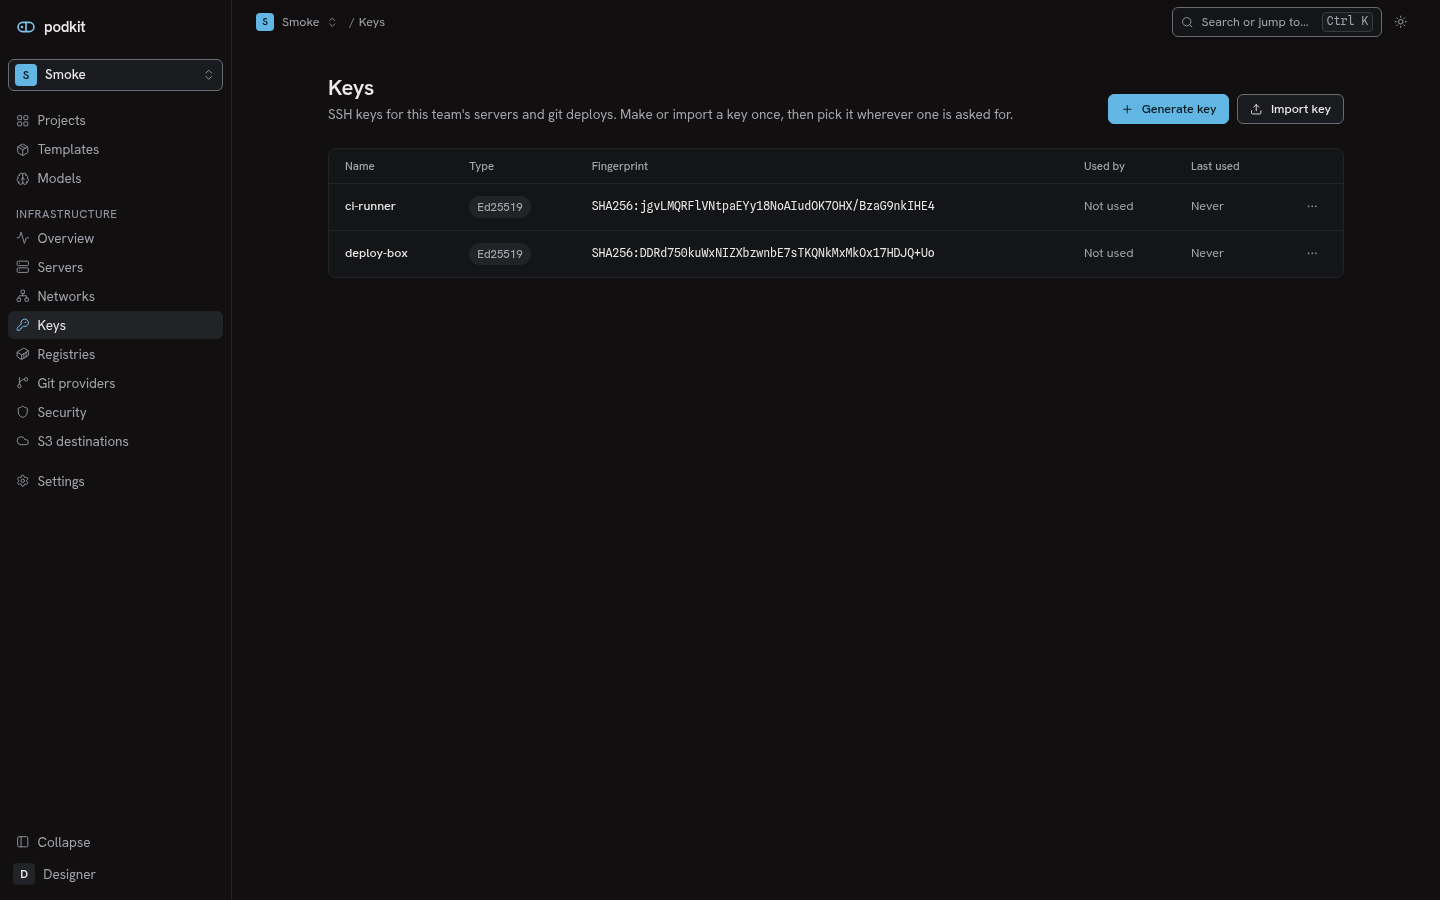 podkit
S Smoke
Projects
Templates
Models
INFRASTRUCTURE
Overview
Servers
Networks
Keys
Registries
Git providers
Security
S3 destinations
Settings
Collapse
D Designer
S Smoke / Keys
Search or jump to... Ctrl K
Keys
SSH keys for this team's servers and git deploys. Make or import a key once, then pick it wherever one is asked for.
Generate key
Import key
Name Type Fingerprint Used by Last used
ci-runner Ed25519 SHA256:jgvLMQRFlVNtpaEYy18NoAIudOK7OHX/BzaG9nkIHE4 Not used Never
deploy-box Ed25519 SHA256:DDRd750kuWxNIZXbzwnbE7sTKQNkMxMkOx17HDJQ+Uo Not used Never